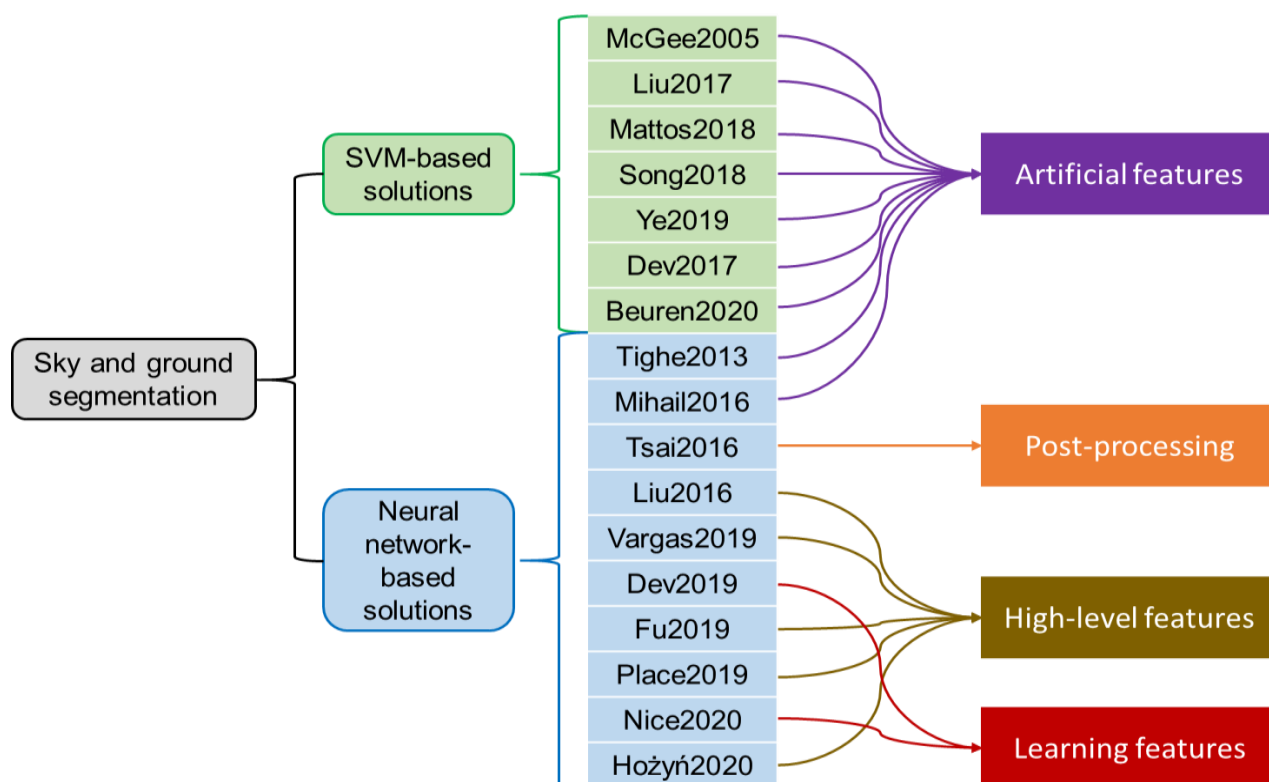 Sky and ground
segmentation
SVM-based
solutions
Neural
network-
based
solutions
McGee2005
Liu2017
Mattos2018
Song2018
Ye2019
Dev2017
Beuren2020
Tighe2013
Mihail2016
Tsai2016
Liu2016
Vargas2019
Dev2019
Fu2019
Place2019
Nice2020
Hożyń2020
Artificial features
Post-processing
High-level features
Learning features